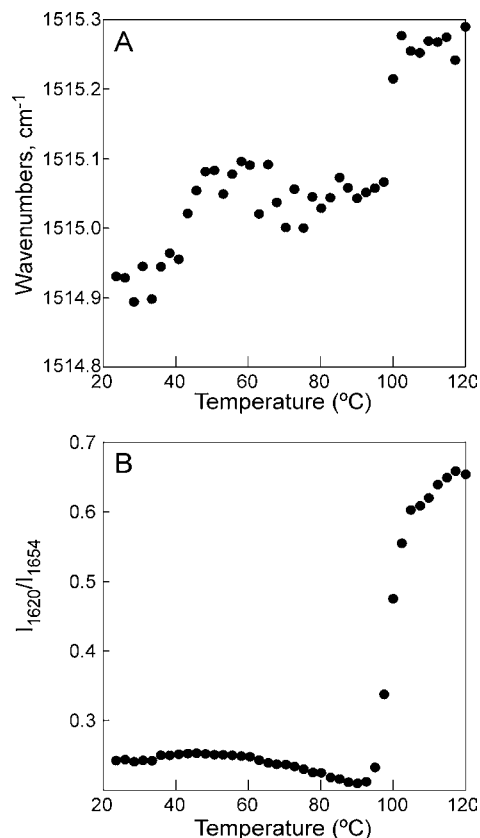 A
Wavenumbers, cm⁻¹
1515.3
1515.2
1515.1
1515.0
1514.9
1514.8
20 40 60 80 100 120
Temperature (ºC)
B
I₁₆₂₀/I₁₆₅₄
0.7
0.6
0.5
0.4
0.3
20 40 60 80 100 120
Temperature (ºC)